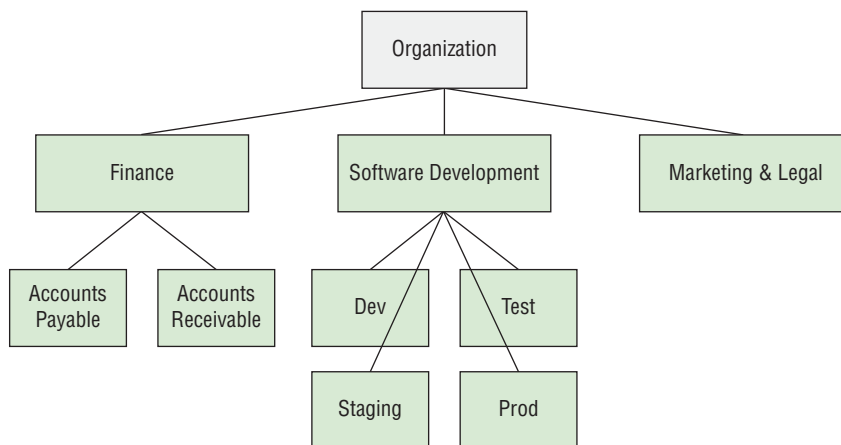 Organization
Finance
Software Development
Marketing & Legal
Accounts
Payable
Accounts
Receivable
Dev
Test
Staging
Prod